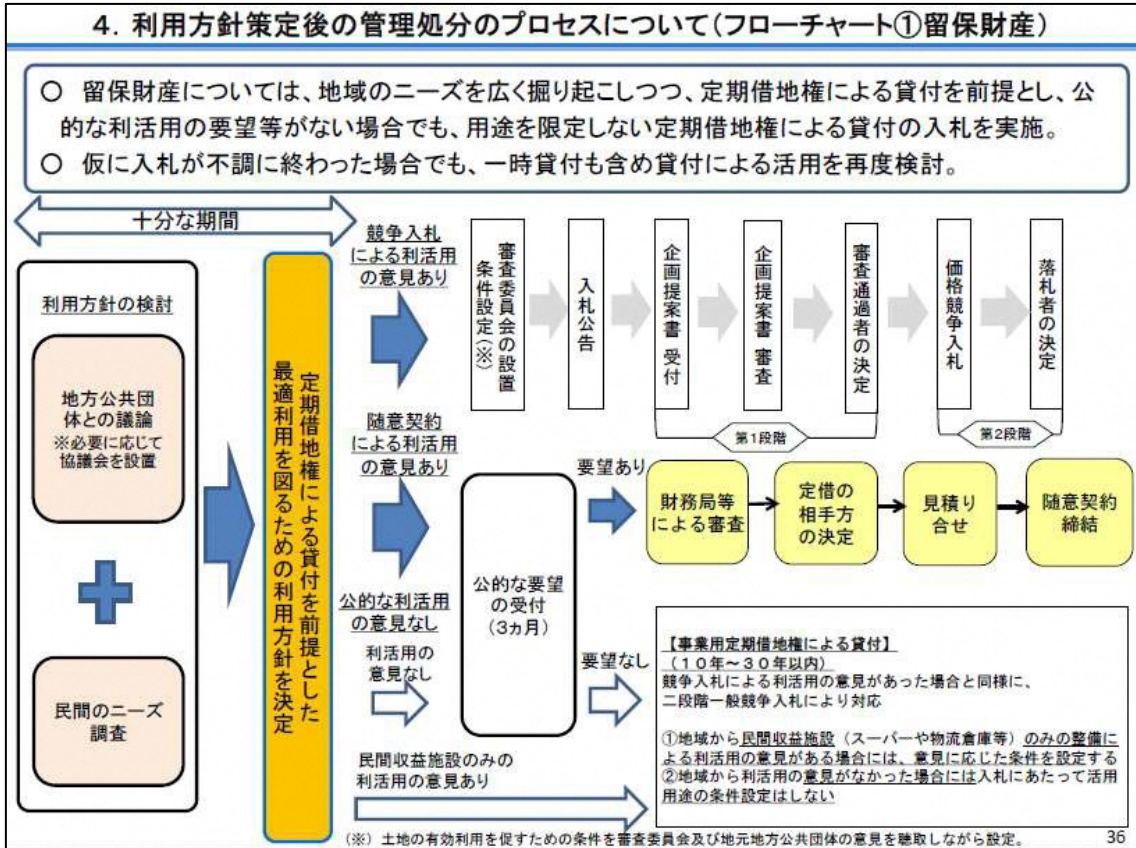 4. 利用方針策定後の管理処分のプロセスについて(フローチャート①留保財産)
○ 留保財産については、地域のニーズを広く掘り起こしつつ、定期借地権による貸付を前提とし、公
的な利活用の要望等がない場合でも、用途を限定しない定期借地権による貸付の入札を実施。
○ 仮に入札が不調に終わった場合でも、一時貸付も含め貸付による活用を再度検討。
十分な期間
利用方針の検討
地方公共団
体との議論
※必要に応じて
協議会を設置
民間のニーズ
調査
定期借地権による貸付を前提とした
最適利用を図るための利用方針を決定
競争入札
による利活用
の意見あり
審査委員会の設置
条件設定(※)
入札公告
企画提案書 受付
企画提案書 審査
審査通過者の決定
価格競争入札
落札者の決定
第1段階
第2段階
随意契約
による利活用
の意見あり
公的な利活用
の意見なし
利活用の
意見なし
公的な要望
の受付
(3ヵ月)
要望あり
財務局等
による審査
定借の
相手方
の決定
見積り
合せ
随意契約
締結
要望なし
【事業用定期借地権による貸付】
(10年~30年以内)
競争入札による利活用の意見があった場合と同様に、
二段階一般競争入札により対応
①地域から民間収益施設(スーパーや物流倉庫等)のみの整備に
よる利活用の意見がある場合には、意見に応じた条件を設定する
②地域から利活用の意見がなかった場合には入札にあたって活用
用途の条件設定はしない
民間収益施設のみの
利活用の意見あり
(※) 土地の有効利用を促すための条件を審査委員会及び地元地方公共団体の意見を聴取しながら設定。
36